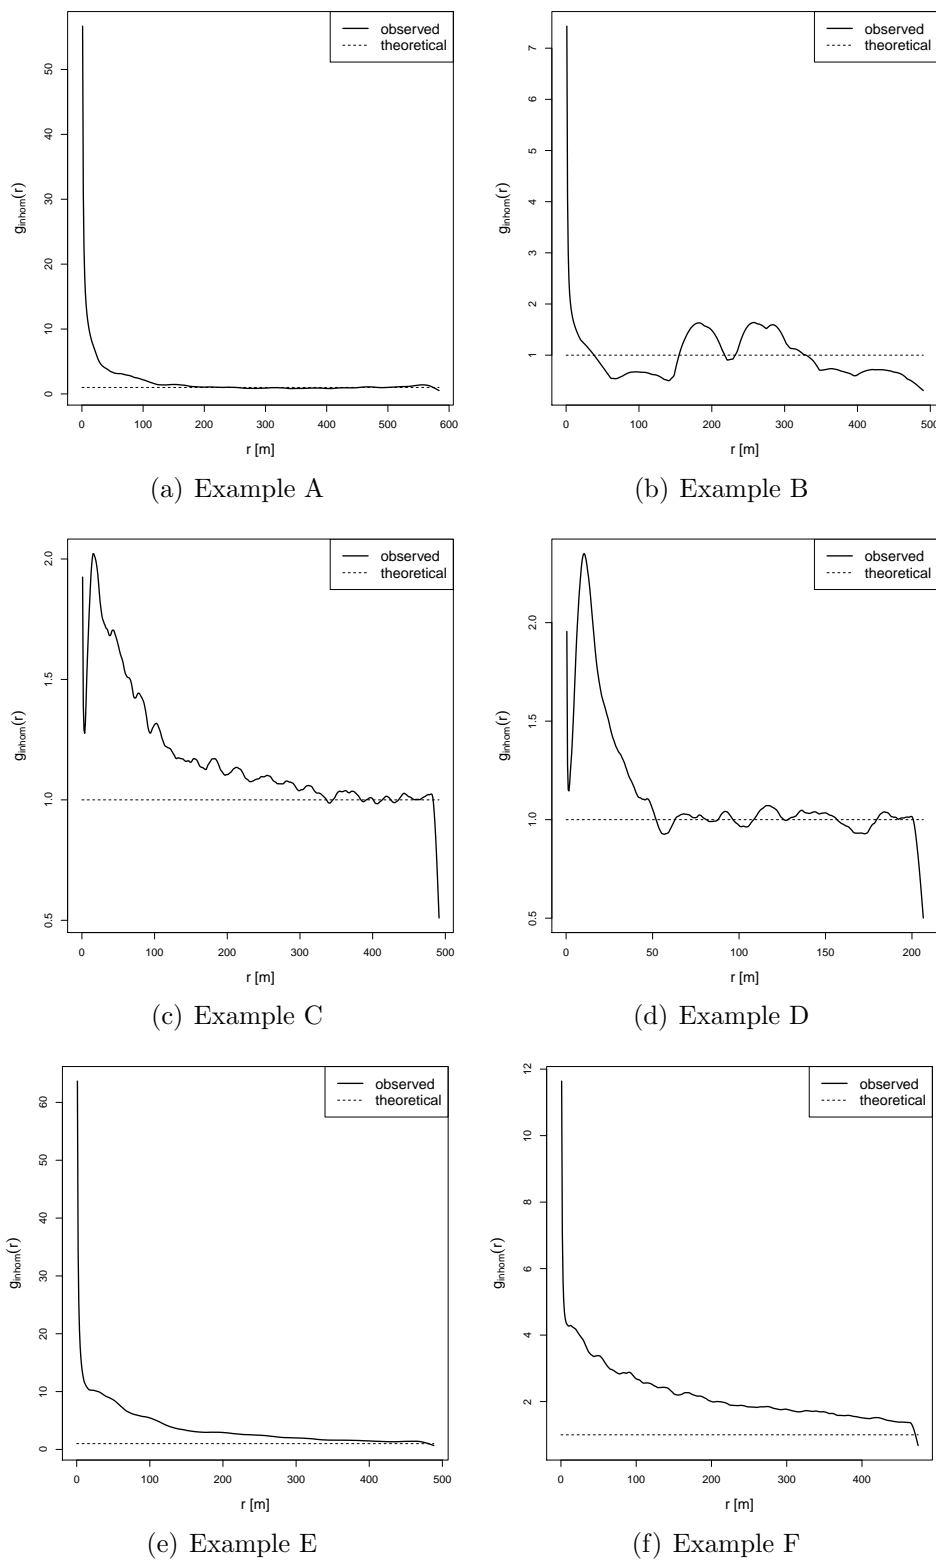 observed
theoretical
50
40
30
20
10
0
g_inhom(r)
0 100 200 300 400 500 600
r [m]
(a) Example A
observed
theoretical
7
6
5
4
3
2
1
g_inhom(r)
0 100 200 300 400 500
r [m]
(b) Example B
observed
theoretical
2.0
1.5
1.0
0.5
g_inhom(r)
0 100 200 300 400 500
r [m]
(c) Example C
observed
theoretical
2.0
1.5
1.0
0.5
g_inhom(r)
0 50 100 150 200
r [m]
(d) Example D
observed
theoretical
60
50
40
30
20
10
0
g_inhom(r)
0 100 200 300 400 500
r [m]
(e) Example E
observed
theoretical
12
10
8
6
4
2
g_inhom(r)
0 100 200 300 400
r [m]
(f) Example F